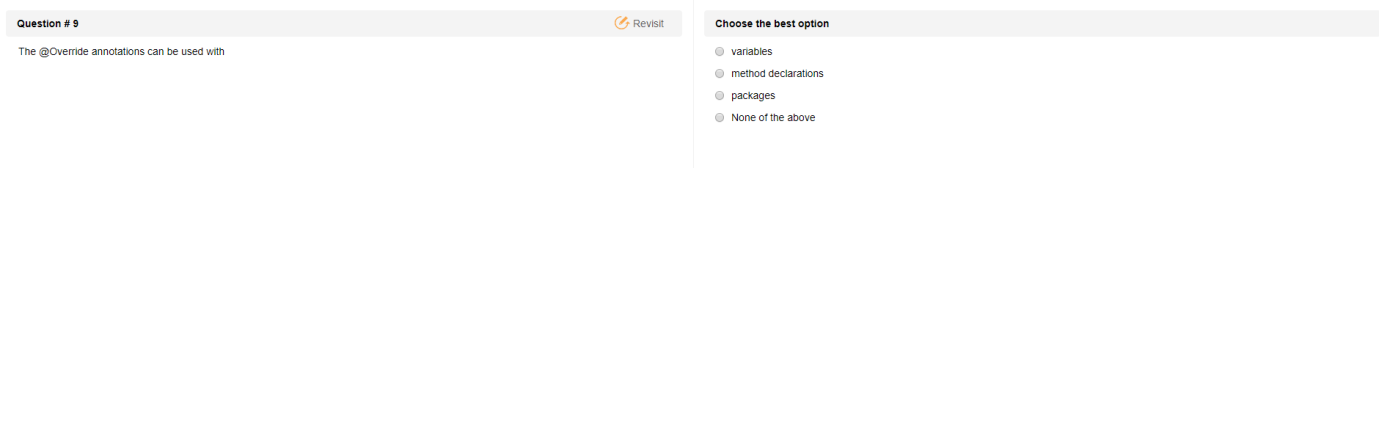 Question # 9
Revisit
The @Override annotations can be used with
Choose the best option
variables
method declarations
packages
None of the above